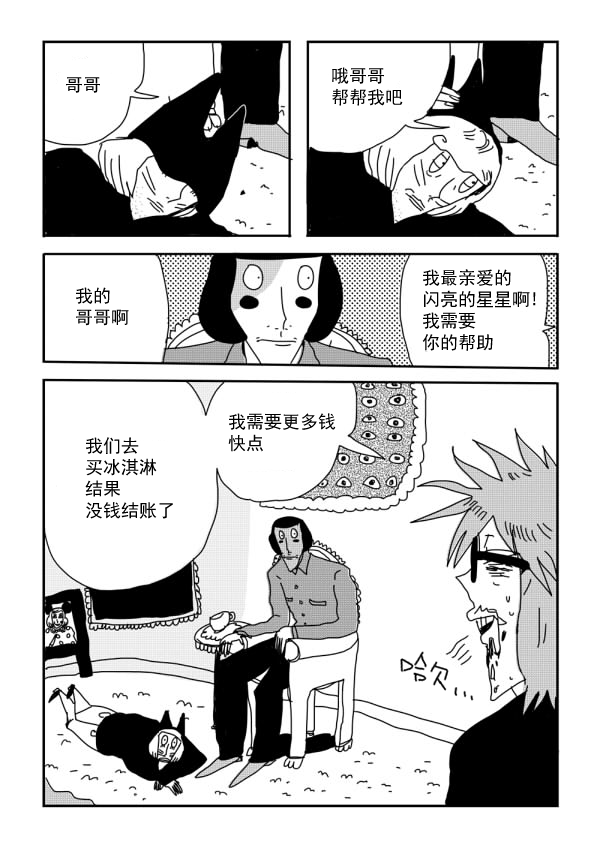 哥哥
哦哥哥
帮帮我吧
我的
哥哥啊
我最亲爱的
闪亮的星星啊!
我需要
你的帮助
我们去
买冰淇淋
结果
没钱结账了
我需要更多钱
快点
哈欠...